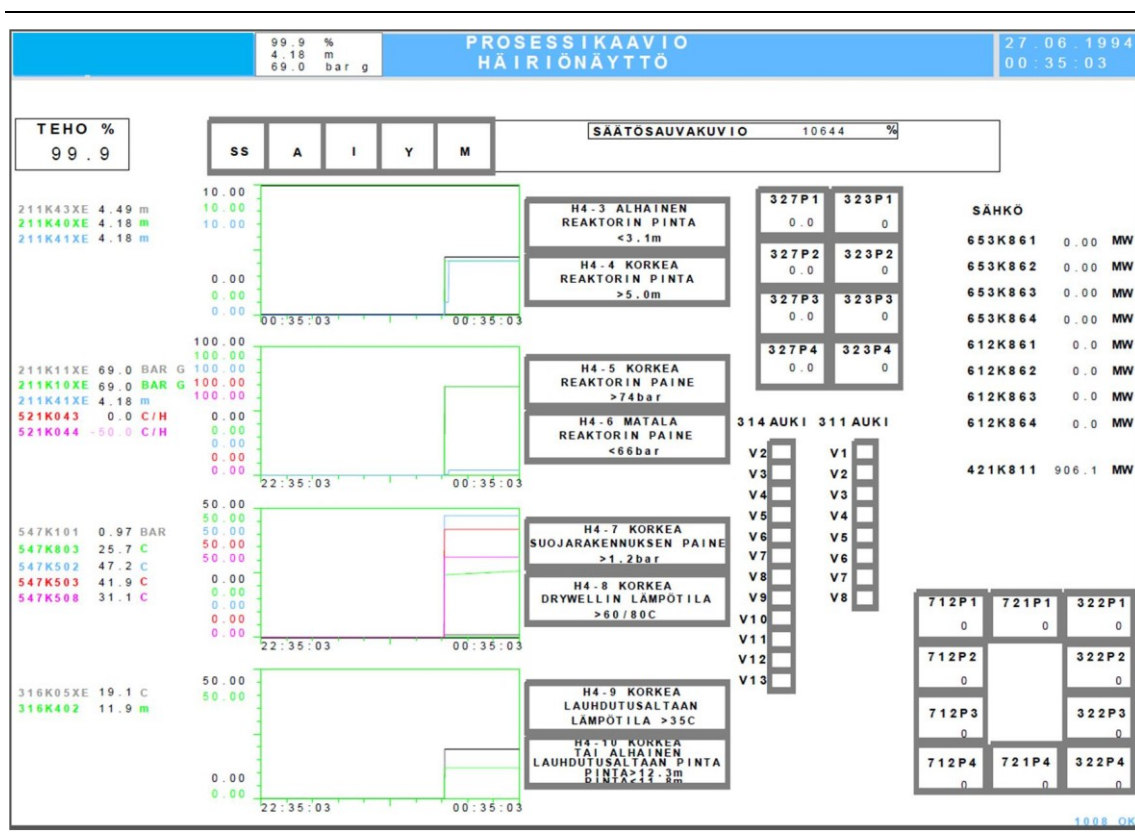 99.9 %
4.18 m
69.0 bar g
PROSESSIKAAVIO
HÄIRIÖNÄYTTÖ
27.06.1994
00:35:03
TEHO %
99.9
SS A I Y M
SÄÄTÖSAUVAKUVIO 10644 %
211K43XE 4.49 m
211K40XE 4.18 m
211K41XE 4.18 m
10.00
10.00
10.00
0.00
0.00
0.00
00:35:03 00:35:03
H4-3 ALHAINEN
REAKTORIN PINTA
<3.1m
H4-4 KORKEA
REAKTORIN PINTA
>5.0m
211K11XE 69.0 BAR G
211K10XE 69.0 BAR G
211K41XE 4.18 m
521K043 0.0 C/H
521K044 -50.0 C/H
100.00
100.00
100.00
100.00
100.00
0.00
0.00
0.00
0.00
0.00
22:35:03 00:35:03
H4-5 KORKEA
REAKTORIN PAINE
>74bar
H4-6 MATALA
REAKTORIN PAINE
<66bar
547K101 0.97 BAR
547K803 25.7 C
547K502 47.2 C
547K503 41.9 C
547K508 31.1 C
50.00
50.00
50.00
50.00
50.00
0.00
0.00
0.00
0.00
0.00
22:35:03 00:35:03
H4-7 KORKEA
SUOJARAKENNUKSEN PAINE
>1.2bar
H4-8 KORKEA
DRYWELLIN LÄMPÖTILA
>60/80C
316K05XE 19.1 C
316K402 11.9 m
50.00
50.00
0.00
0.00
22:35:03 00:35:03
H4-9 KORKEA
LAUHDUTUSALTAAN
LÄMPÖTILA >35C
H4-10 KORKEA
TAI ALHAINEN
LAUHDUTUSALTAAN PINTA
PINTA>12.3m
PINTA<11.8m
327P1 323P1
0.0 0
327P2 323P2
0.0 0
327P3 323P3
0.0 0
327P4 323P4
0.0 0
314 AUKI 311 AUKI
V2 V1
V3 V2
V4 V3
V5 V4
V6 V5
V7 V6
V8 V7
V9 V8
V10
V11
V12
V13
SÄHKÖ
653K861 0.00 MW
653K862 0.00 MW
653K863 0.00 MW
653K864 0.00 MW
612K861 0.0 MW
612K862 0.0 MW
612K863 0.0 MW
612K864 0.0 MW
421K811 906.1 MW
712P1 721P1 322P1
0 0 0
712P2 322P2
0 0
712P3 322P3
0 0
712P4 721P4 322P4
0 0 0
1008 OK